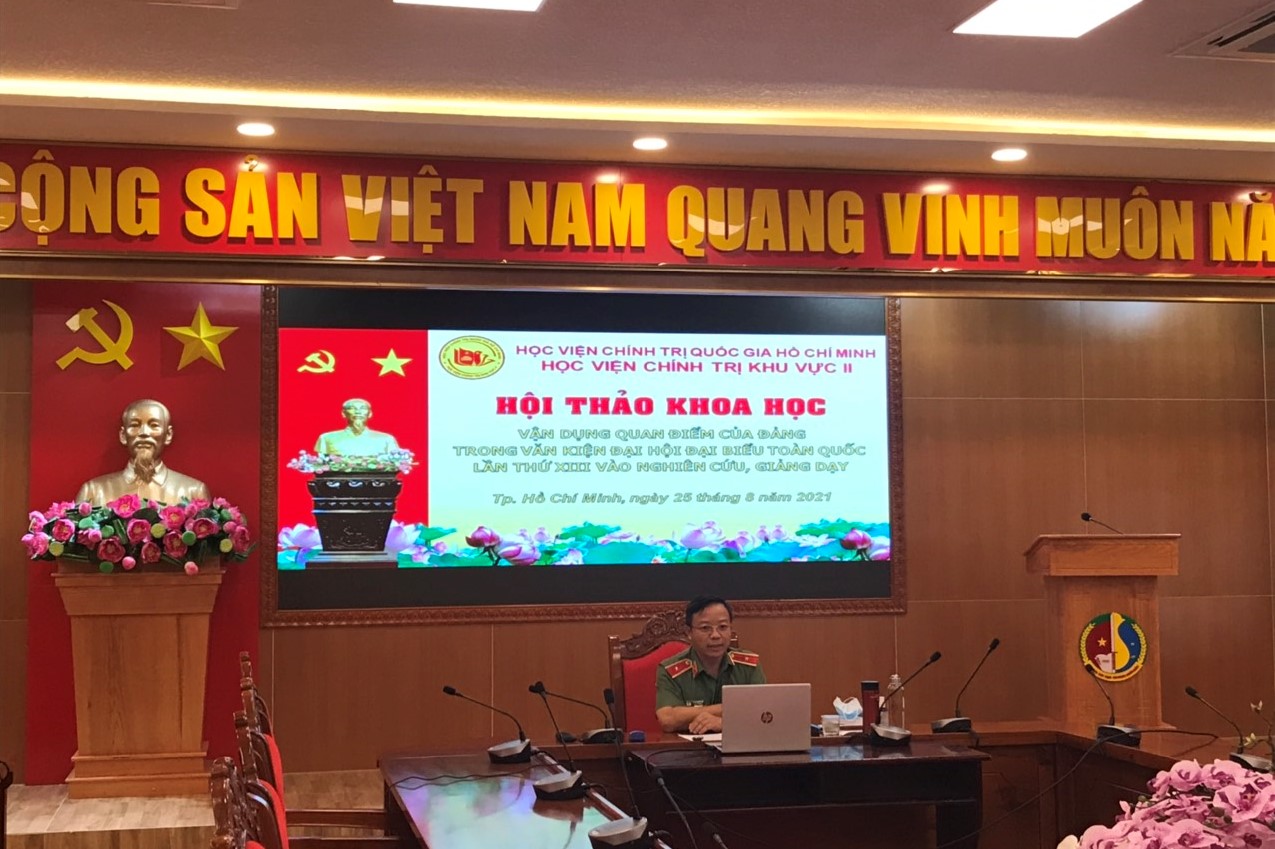 CỘNG SẢN VIỆT NAM QUANG VINH MUÔN NĂ
HỌC VIỆN CHÍNH TRỊ QUỐC GIA HỒ CHÍ MINH
HỌC VIỆN CHÍNH TRỊ KHU VỰC II
HỘI THẢO KHOA HỌC
VẬN DỤNG QUAN ĐIỂM CỦA ĐẢNG
TRONG VĂN KIỆN ĐẠI HỘI ĐẠI BIỂU TOÀN QUỐC
LẦN THỨ XIII VÀO NGHIÊN CỨU, GIẢNG DẠY
Tp. Hồ Chí Minh, ngày 25 tháng 8 năm 2021
hp